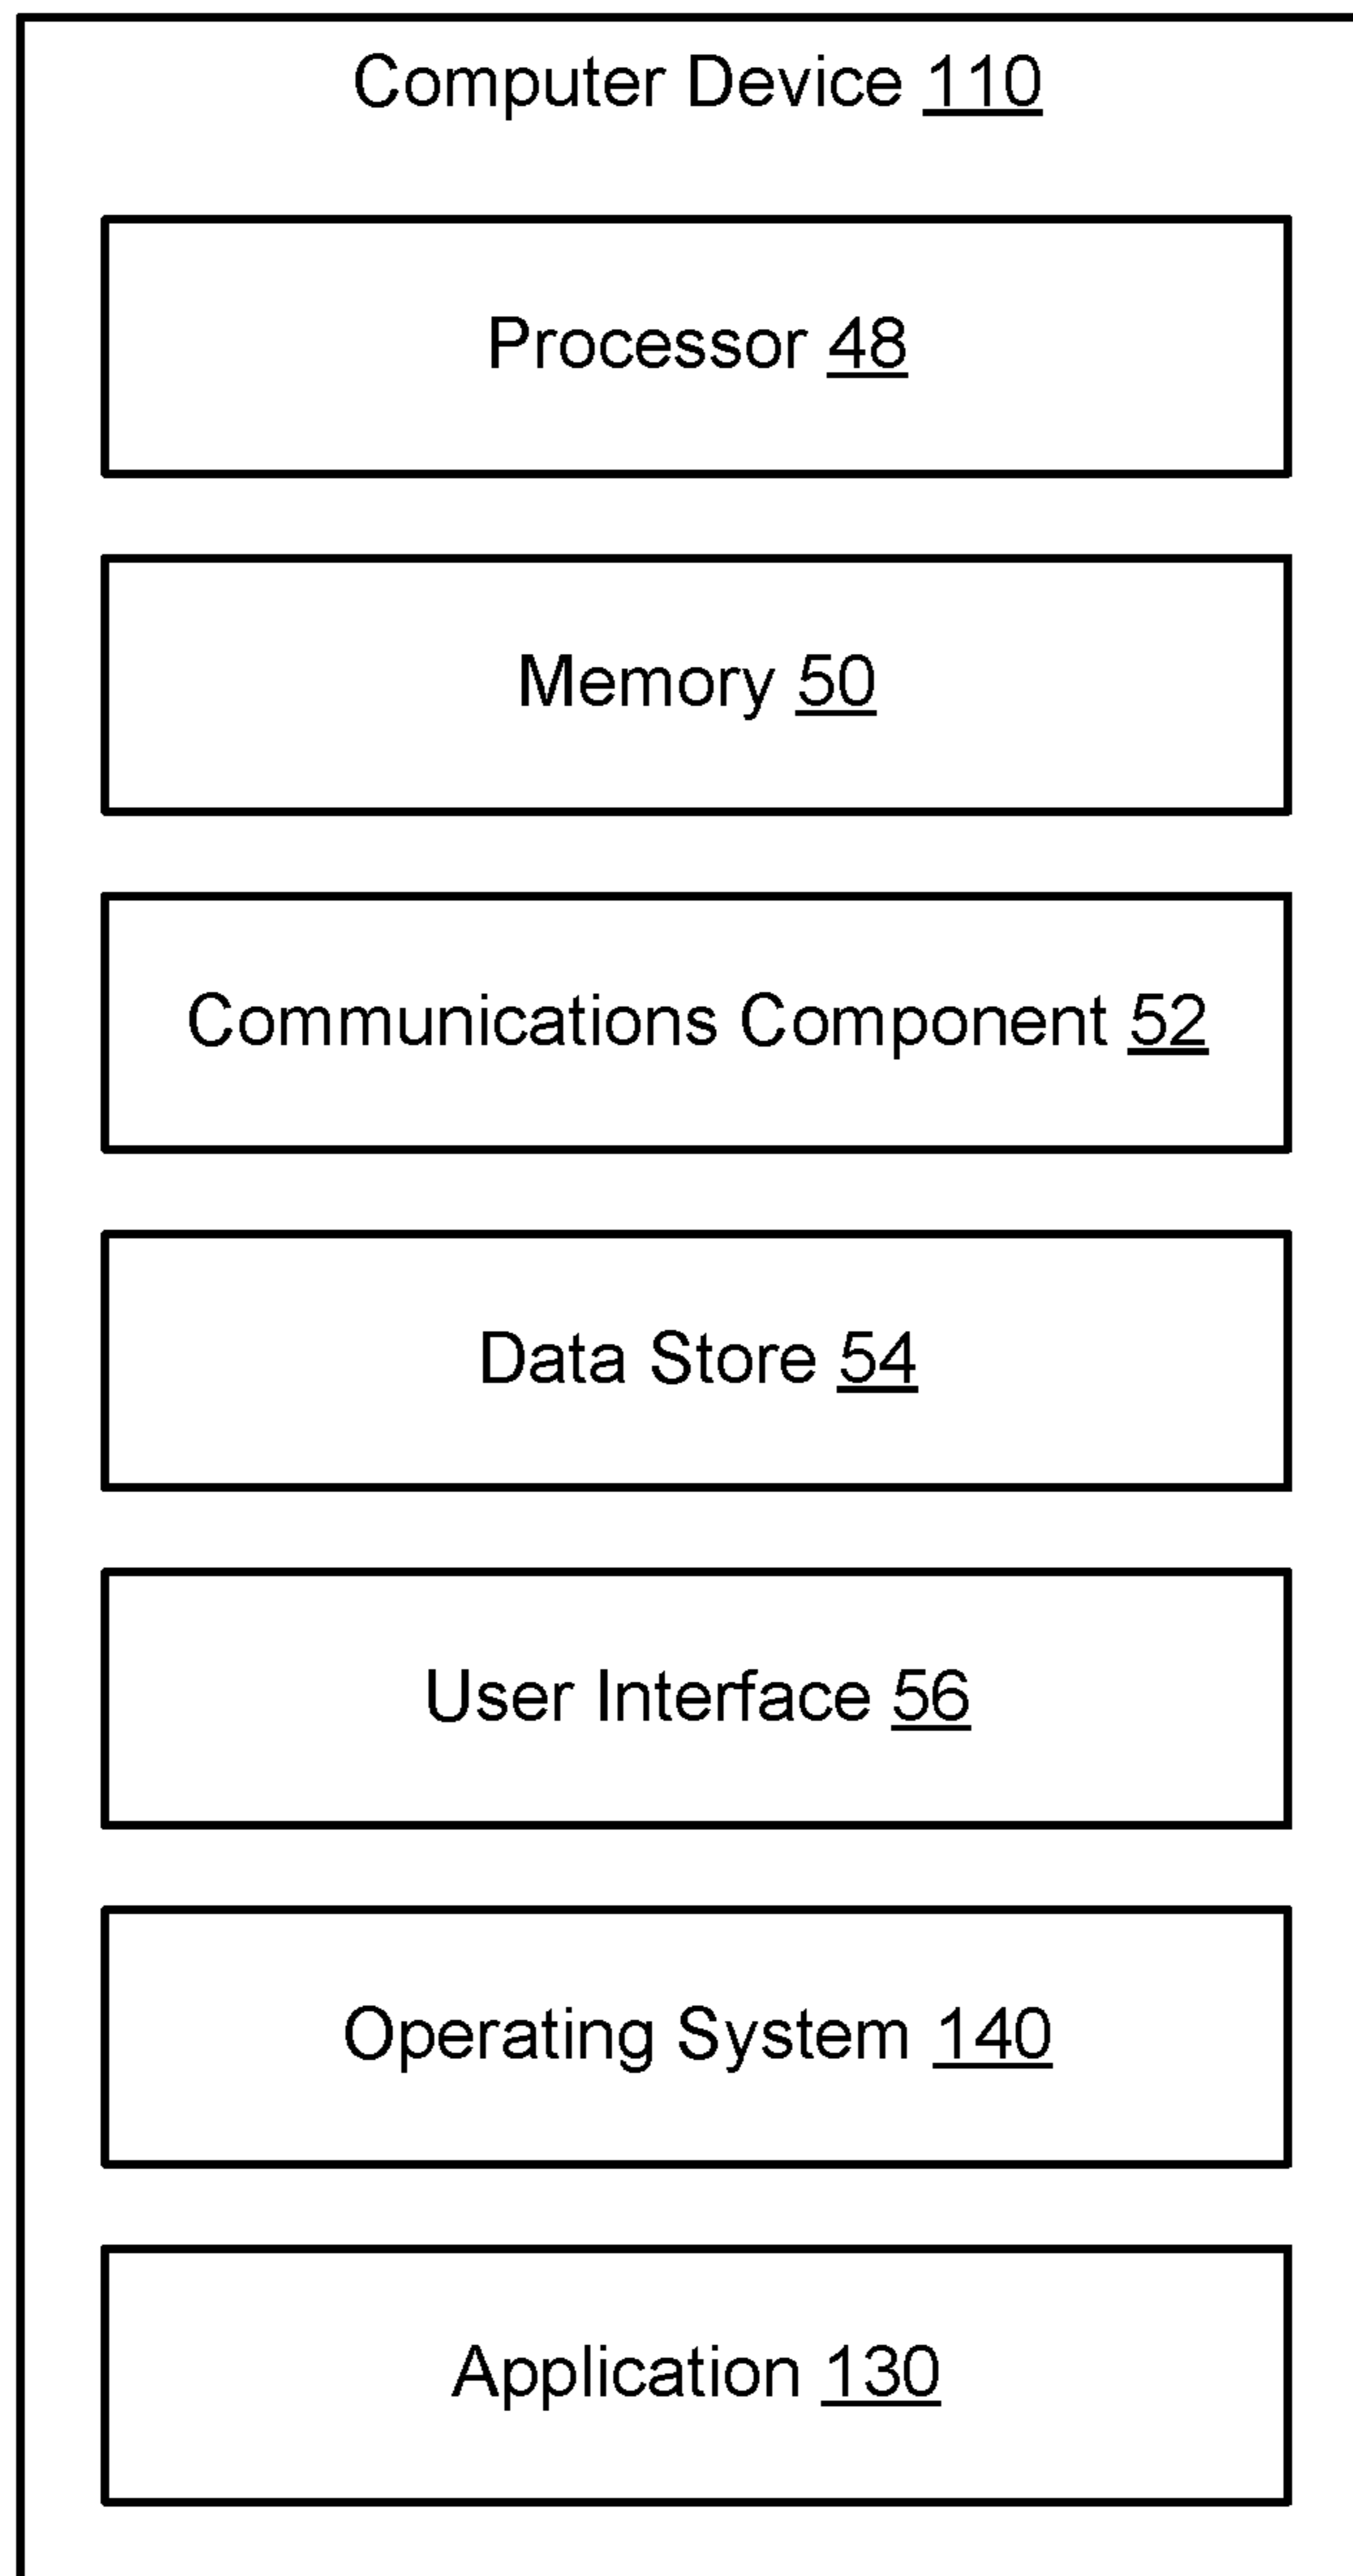 Computer Device 110
Processor 48
Memory 50
Communications Component 52
Data Store 54
User Interface 56
Operating System 140
Application 130